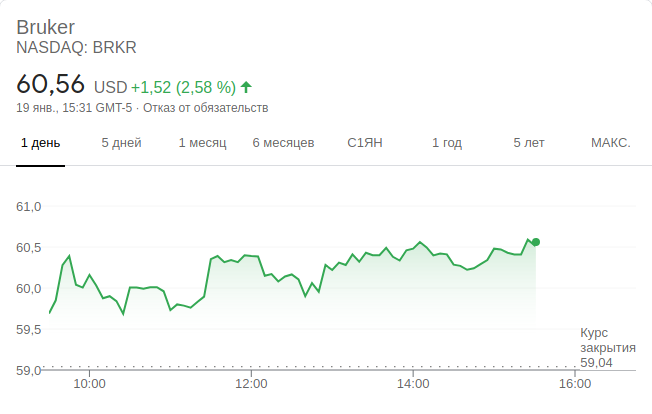 Bruker
NASDAQ: BRKR
60,56 USD +1,52 (2,58 %)
19 янв., 15:31 GMT-5 · Отказ от обязательств
1 день 5 дней 1 месяц 6 месяцев С1ЯН 1 год 5 лет МАКС.
61,0
60,5
60,0
59,5
Курс
закрытия
59,04
59,0
10:00 12:00 14:00 16:00